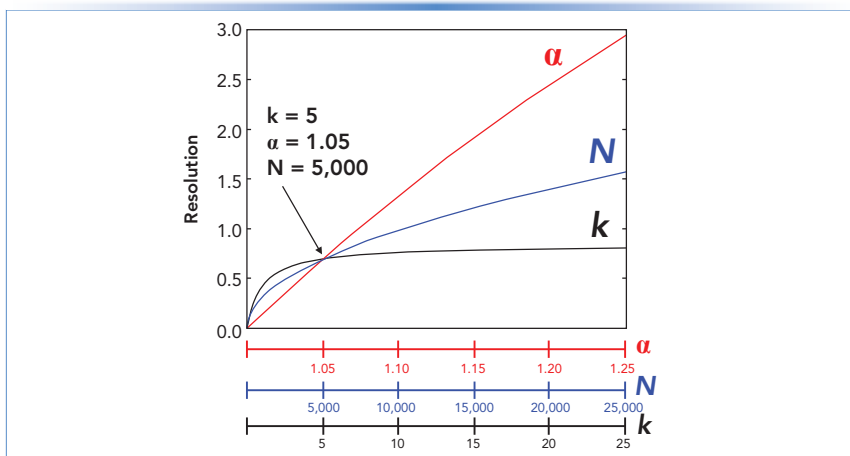 3.0
α
2.5
k = 5
α = 1.05
N = 5,000
2.0
N
1.5
Resolution
k
1.0
0.5
0.0
α
1.05 1.10 1.15 1.20 1.25
N
5,000 10,000 15,000 20,000 25,000
k
5 10 15 20 25